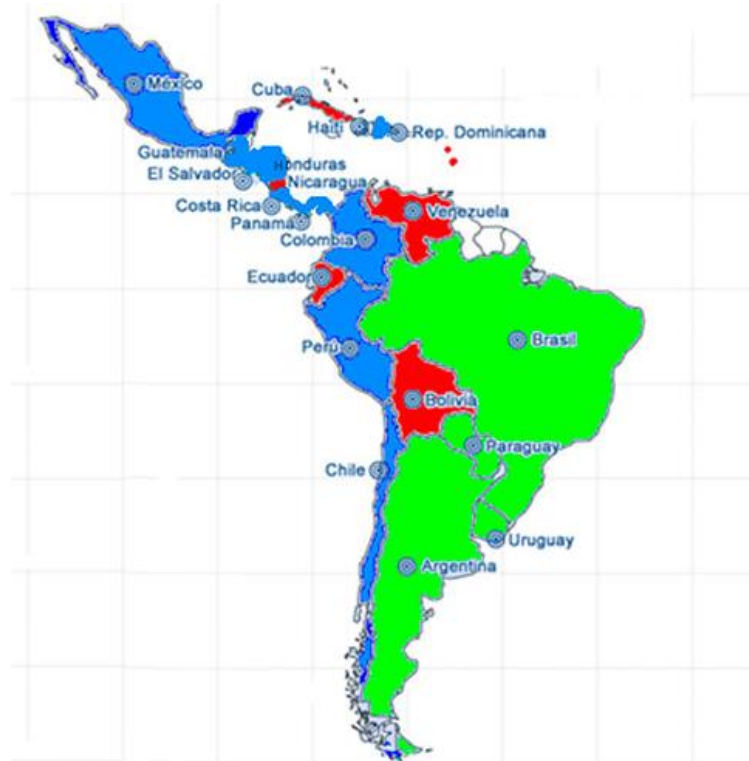 México
Cuba
Haití
Rep. Dominicana
Guatemala
Honduras
El Salvador
Nicaragua
Costa Rica
Venezuela
Panamá
Colombia
Ecuador
Brasil
Perú
Bolivia
Paraguay
Chile
Uruguay
Argentina